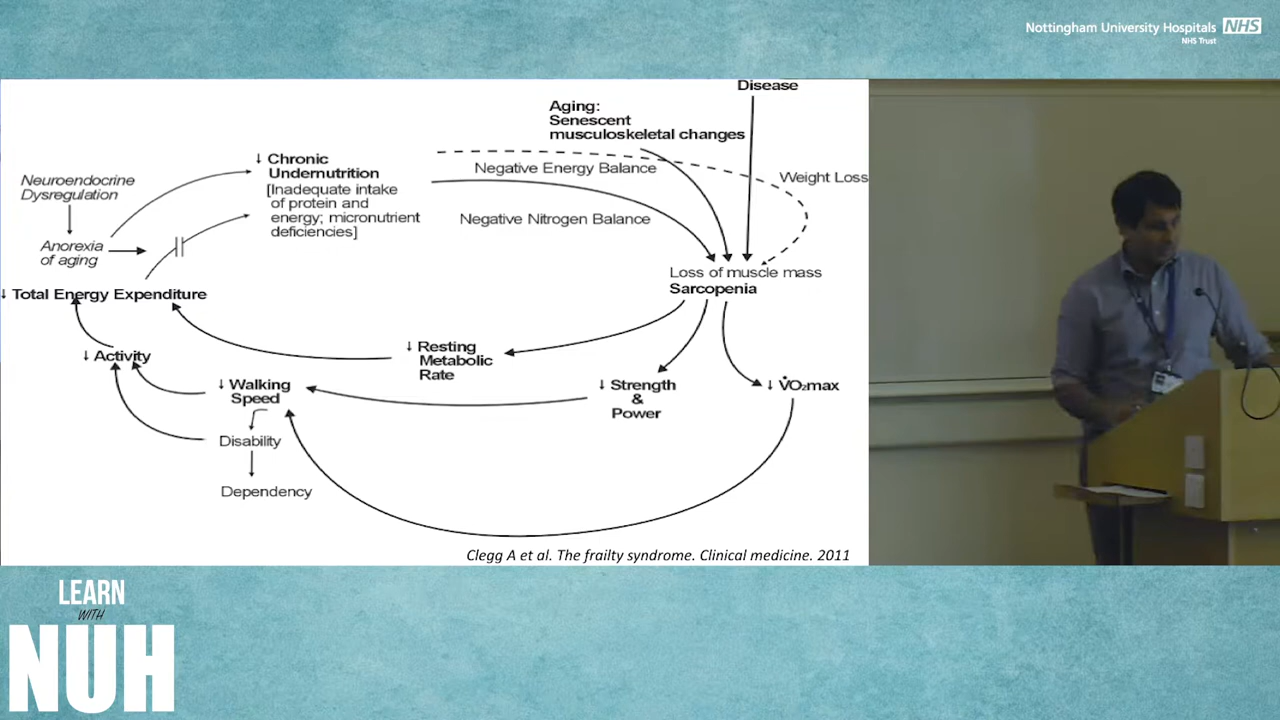 Nottingham University Hospitals NHS
NHS Trust
Disease
Aging:
Senescent
musculoskeletal changes
↓ Chronic
Undernutrition
[Inadequate intake
of protein and
energy; micronutrient
deficiencies]
Negative Energy Balance
Weight Loss
Neuroendocrine
Dysregulation
Negative Nitrogen Balance
Anorexia
of aging
Loss of muscle mass
Sarcopenia
↓ Total Energy Expenditure
↓ Resting
Metabolic
Rate
↓ Activity
↓ Walking
Speed
↓ Strength
&
Power
↓ V̇O₂max
Disability
Dependency
Clegg A et al. The frailty syndrome. Clinical medicine. 2011
LEARN
WITH
NUH